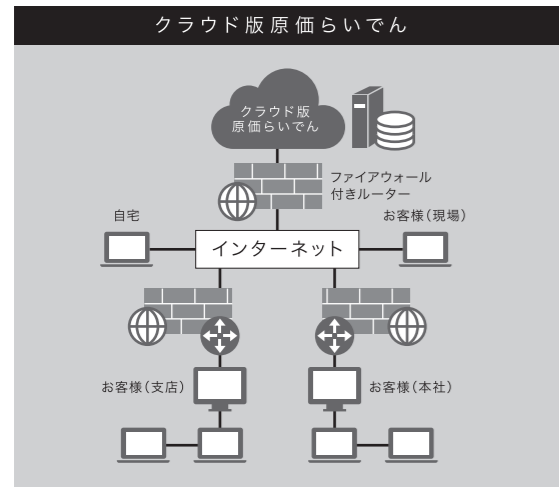 クラウド版原価らいでん
クラウド版
原価らいでん
ファイアウォール
付きルーター
自宅
お客様(現場)
インターネット
お客様(支店)
お客様(本社)